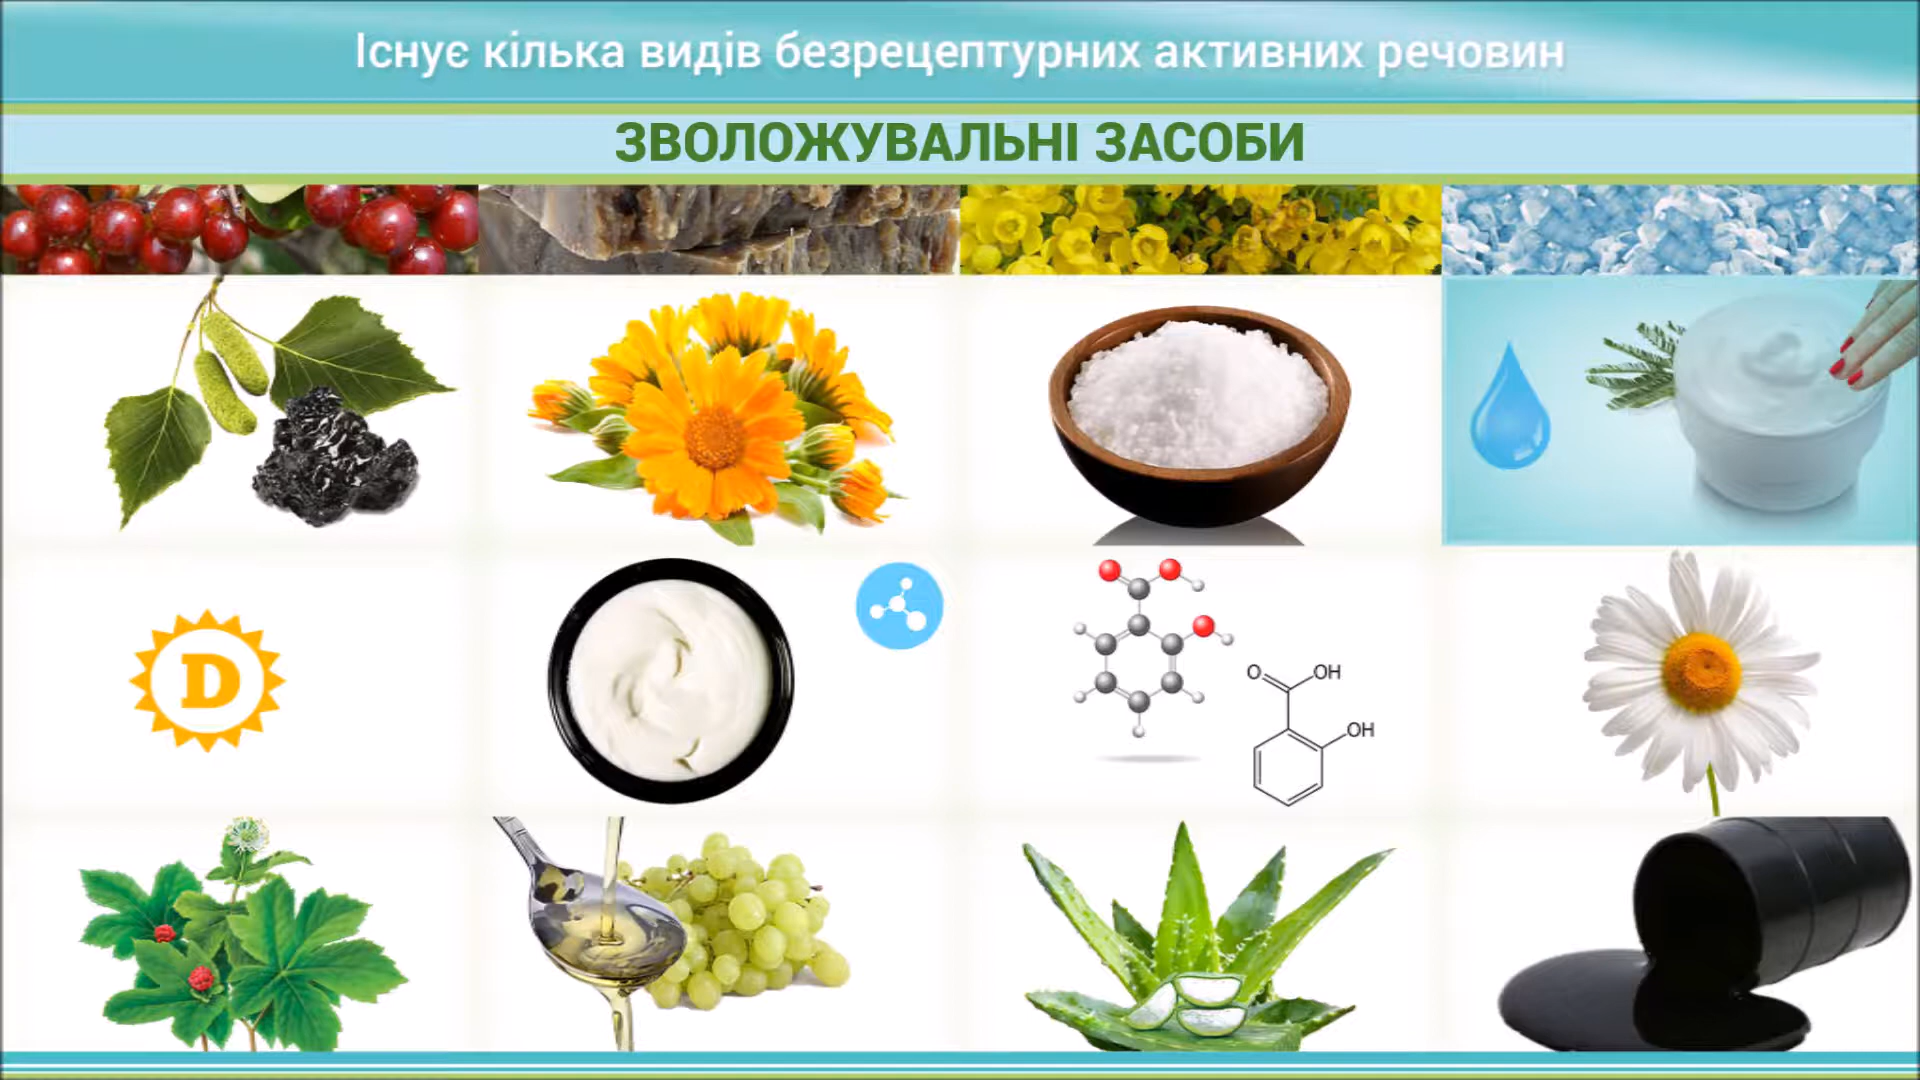 Існує кілька видів безрецептурних активних речовин
ЗВОЛОЖУВАЛЬНІ ЗАСОБИ
D
O
OH
OH